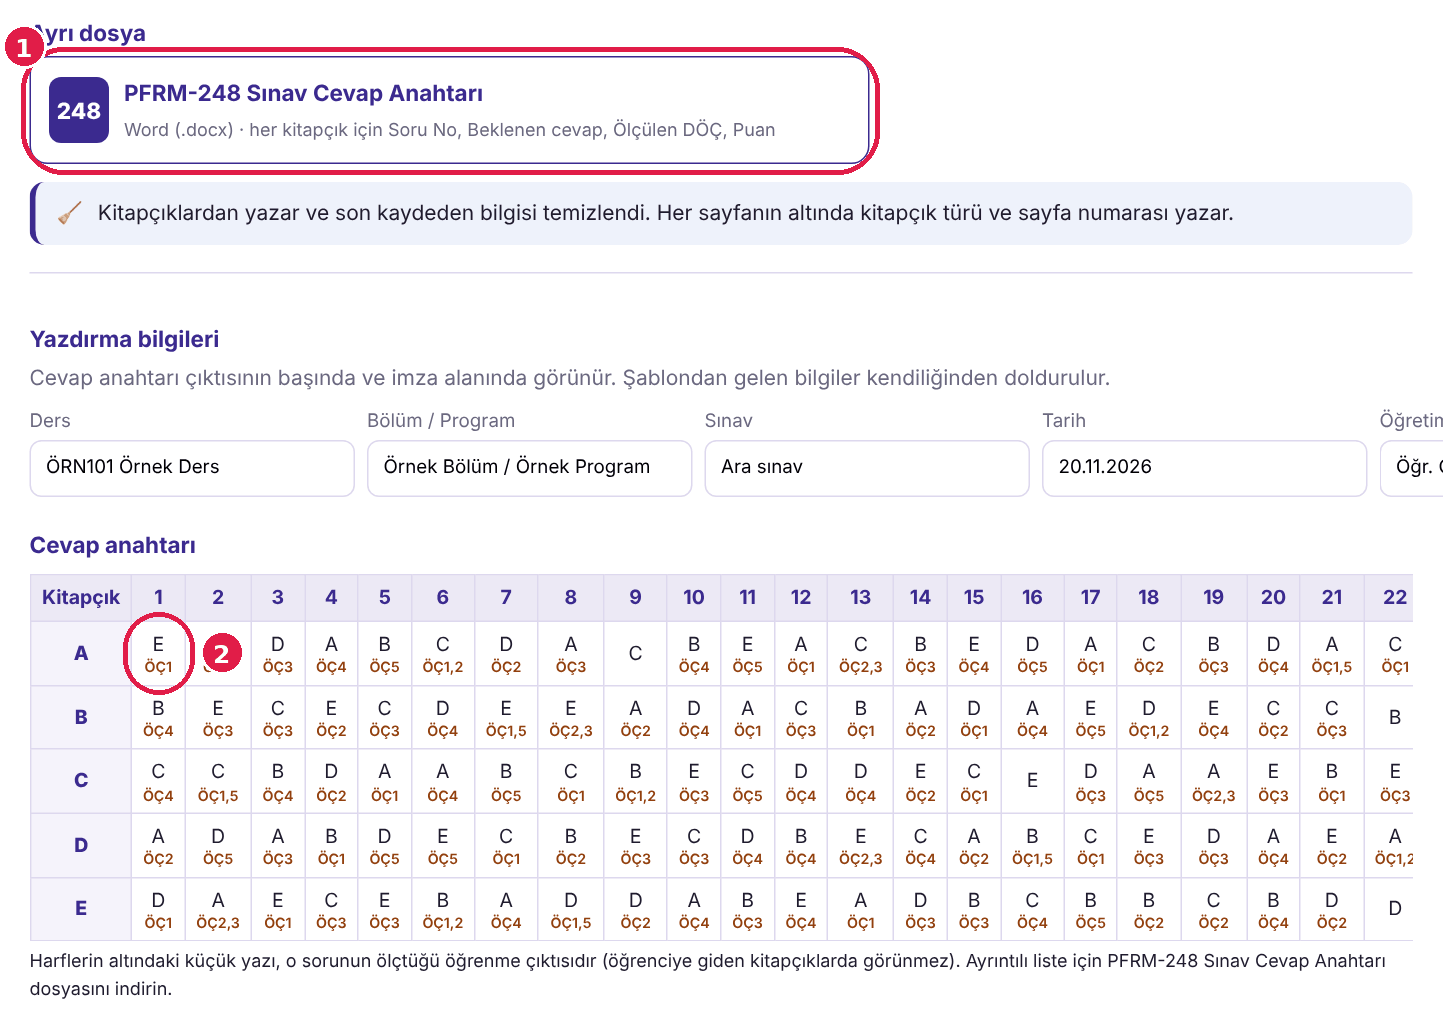 Ayrı dosya
1
248
PFRM-248 Sınav Cevap Anahtarı
Word (.docx) · her kitapçık için Soru No, Beklenen cevap, Ölçülen DÖÇ, Puan
Kitapçıklardan yazar ve son kaydeden bilgisi temizlendi. Her sayfanın altında kitapçık türü ve sayfa numarası yazar.
Yazdırma bilgileri
Cevap anahtarı çıktısının başında ve imza alanında görünür. Şablondan gelen bilgiler kendiliğinden doldurulur.
Ders Bölüm / Program Sınav Tarih
ÖRN101 Örnek Ders Örnek Bölüm / Örnek Program Ara sınav 20.11.2026 Öğr.
Cevap anahtarı
Kitapçık 1 2 3 4 5 6 7 8 9 10 11 12 13 14 15 16 17 18 19 20 21 22
A E 2 D A B C D A C B E A C B E D A C B D A C
ÖÇ1 ÖÇ3 ÖÇ4 ÖÇ5 ÖÇ1,2 ÖÇ2 ÖÇ3 ÖÇ4 ÖÇ5 ÖÇ1 ÖÇ2,3 ÖÇ3 ÖÇ4 ÖÇ5 ÖÇ1 ÖÇ2 ÖÇ3 ÖÇ4 ÖÇ1,5 ÖÇ1
B B E C E C D E E A D A C B A D A E D E C C B
ÖÇ4 ÖÇ3 ÖÇ3 ÖÇ2 ÖÇ3 ÖÇ4 ÖÇ1,5 ÖÇ2,3 ÖÇ2 ÖÇ4 ÖÇ1 ÖÇ3 ÖÇ1 ÖÇ2 ÖÇ1 ÖÇ4 ÖÇ5 ÖÇ1,2 ÖÇ4 ÖÇ2 ÖÇ3
C C C B D A A B C B E C D D E C E D A A E B E
ÖÇ4 ÖÇ1,5 ÖÇ4 ÖÇ2 ÖÇ1 ÖÇ4 ÖÇ5 ÖÇ1 ÖÇ1,2 ÖÇ3 ÖÇ5 ÖÇ4 ÖÇ4 ÖÇ2 ÖÇ1 ÖÇ3 ÖÇ5 ÖÇ2,3 ÖÇ3 ÖÇ1 ÖÇ3
D A D A B D E C B E C D B E C A B C E D A E A
ÖÇ2 ÖÇ5 ÖÇ3 ÖÇ1 ÖÇ5 ÖÇ5 ÖÇ1 ÖÇ2 ÖÇ3 ÖÇ3 ÖÇ4 ÖÇ4 ÖÇ2,3 ÖÇ4 ÖÇ2 ÖÇ1,5 ÖÇ1 ÖÇ3 ÖÇ3 ÖÇ4 ÖÇ2 ÖÇ1,2
E D A E C E B A D D A B E A D B C B B C B D D
ÖÇ1 ÖÇ2,3 ÖÇ1 ÖÇ3 ÖÇ3 ÖÇ1,2 ÖÇ4 ÖÇ1,5 ÖÇ2 ÖÇ4 ÖÇ3 ÖÇ4 ÖÇ1 ÖÇ3 ÖÇ3 ÖÇ4 ÖÇ5 ÖÇ2 ÖÇ2 ÖÇ4 ÖÇ2
Harflerin altındaki küçük yazı, o sorunun ölçtüğü öğrenme çıktısıdır (öğrenciye giden kitapçıklarda görünmez). Ayrıntılı liste için PFRM-248 Sınav Cevap Anahtarı
dosyasını indirin.